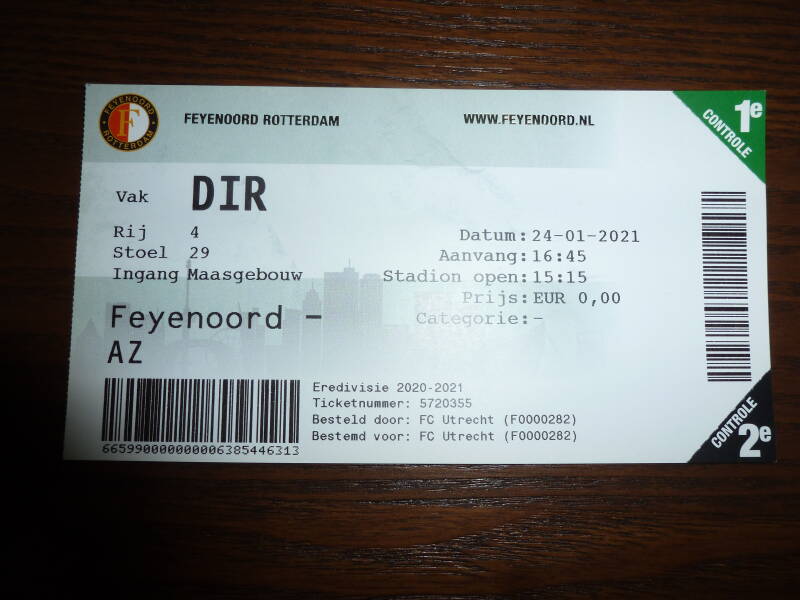 FEYENOORD
ROTTERDAM
F
FEYENOORD ROTTERDAM
WWW.FEYENOORD.NL
1e
CONTROLE
Vak DIR
Rij 4
Stoel 29
Ingang Maasgebouw
Datum: 24-01-2021
Aanvang: 16:45
Stadion open: 15:15
Prijs: EUR 0,00
Categorie: -
Feyenoord -
AZ
Eredivisie 2020-2021
Ticketnummer: 5720355
Besteld door: FC Utrecht (F0000282)
Bestemd voor: FC Utrecht (F0000282)
6659900000000006385446313
CONTROLE
2e